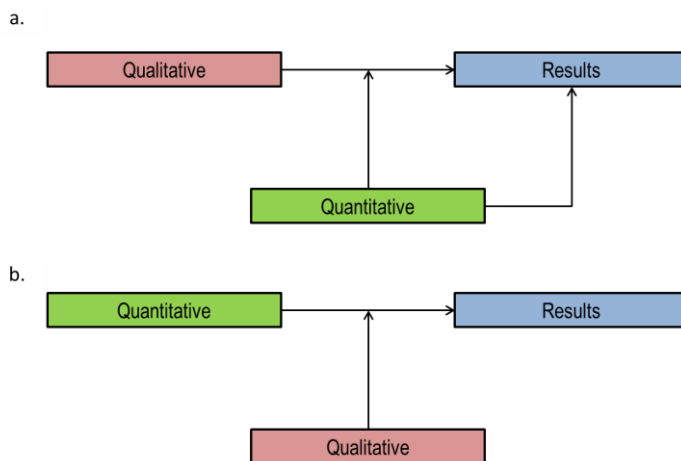 a.
Qualitative
Results
Quantitative
b.
Quantitative
Results
Qualitative